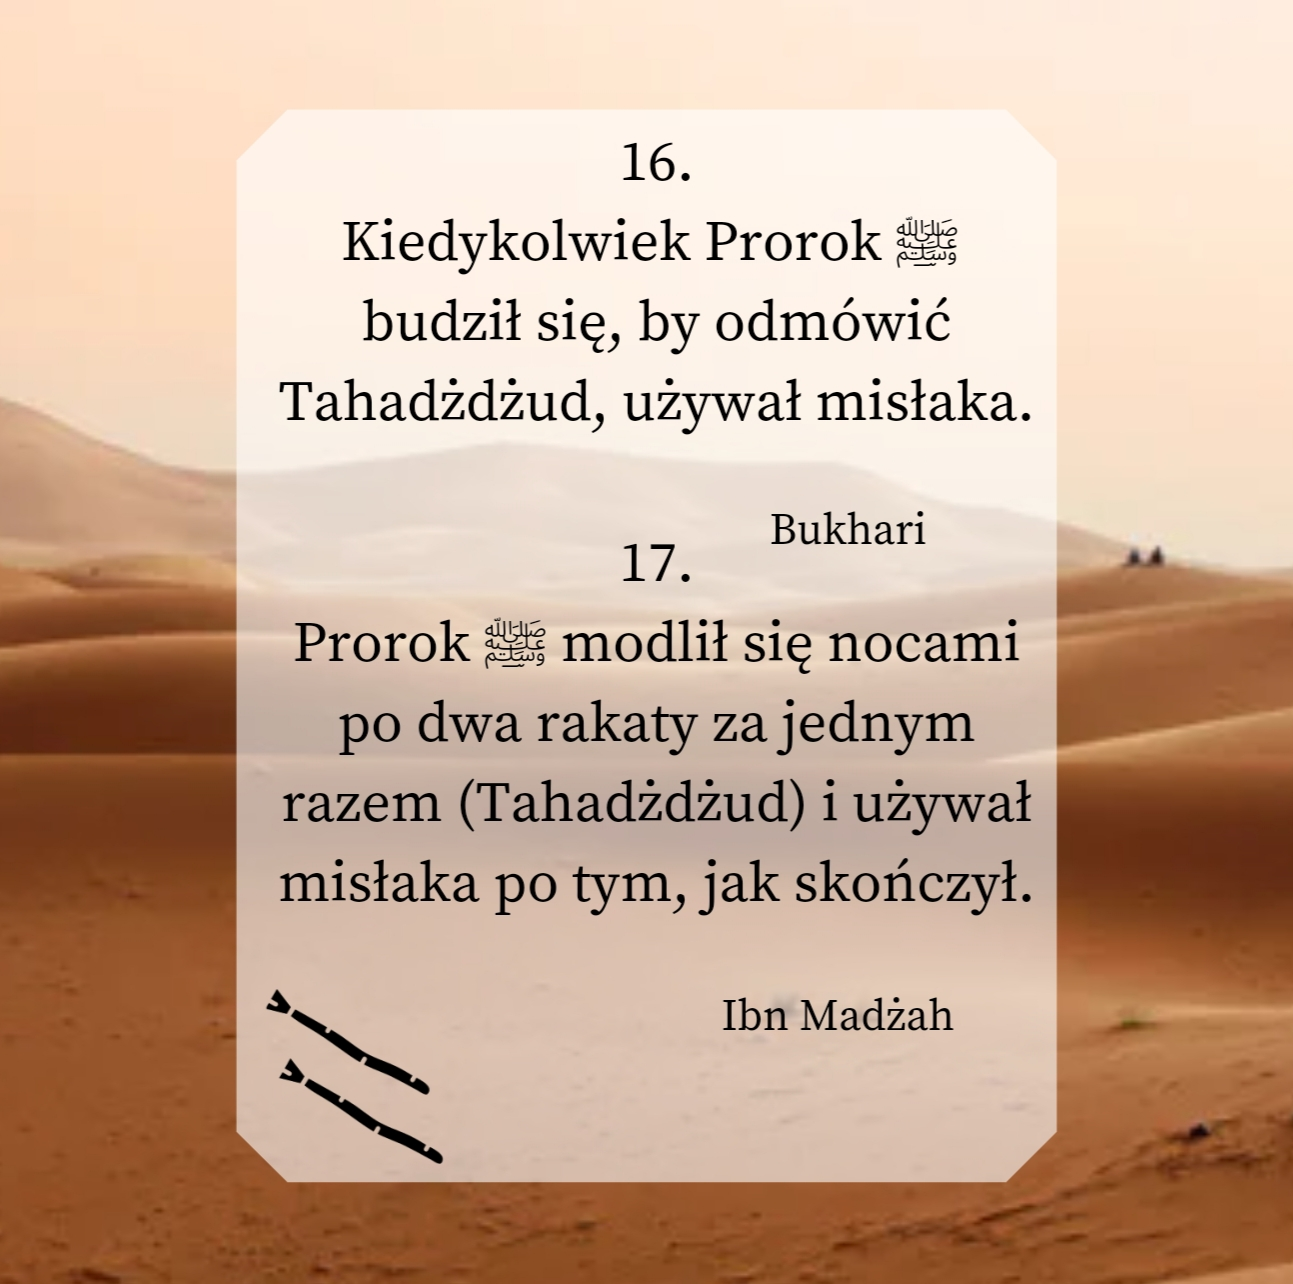 16.
Kiedykolwiek Prorok ﷺ
budził się, by odmówić
Tahadżdżud, używał misłaka.
Bukhari
17.
Prorok ﷺ modlił się nocami
po dwa rakaty za jednym
razem (Tahadżdżud) i używał
misłaka po tym, jak skończył.
Ibn Madżah